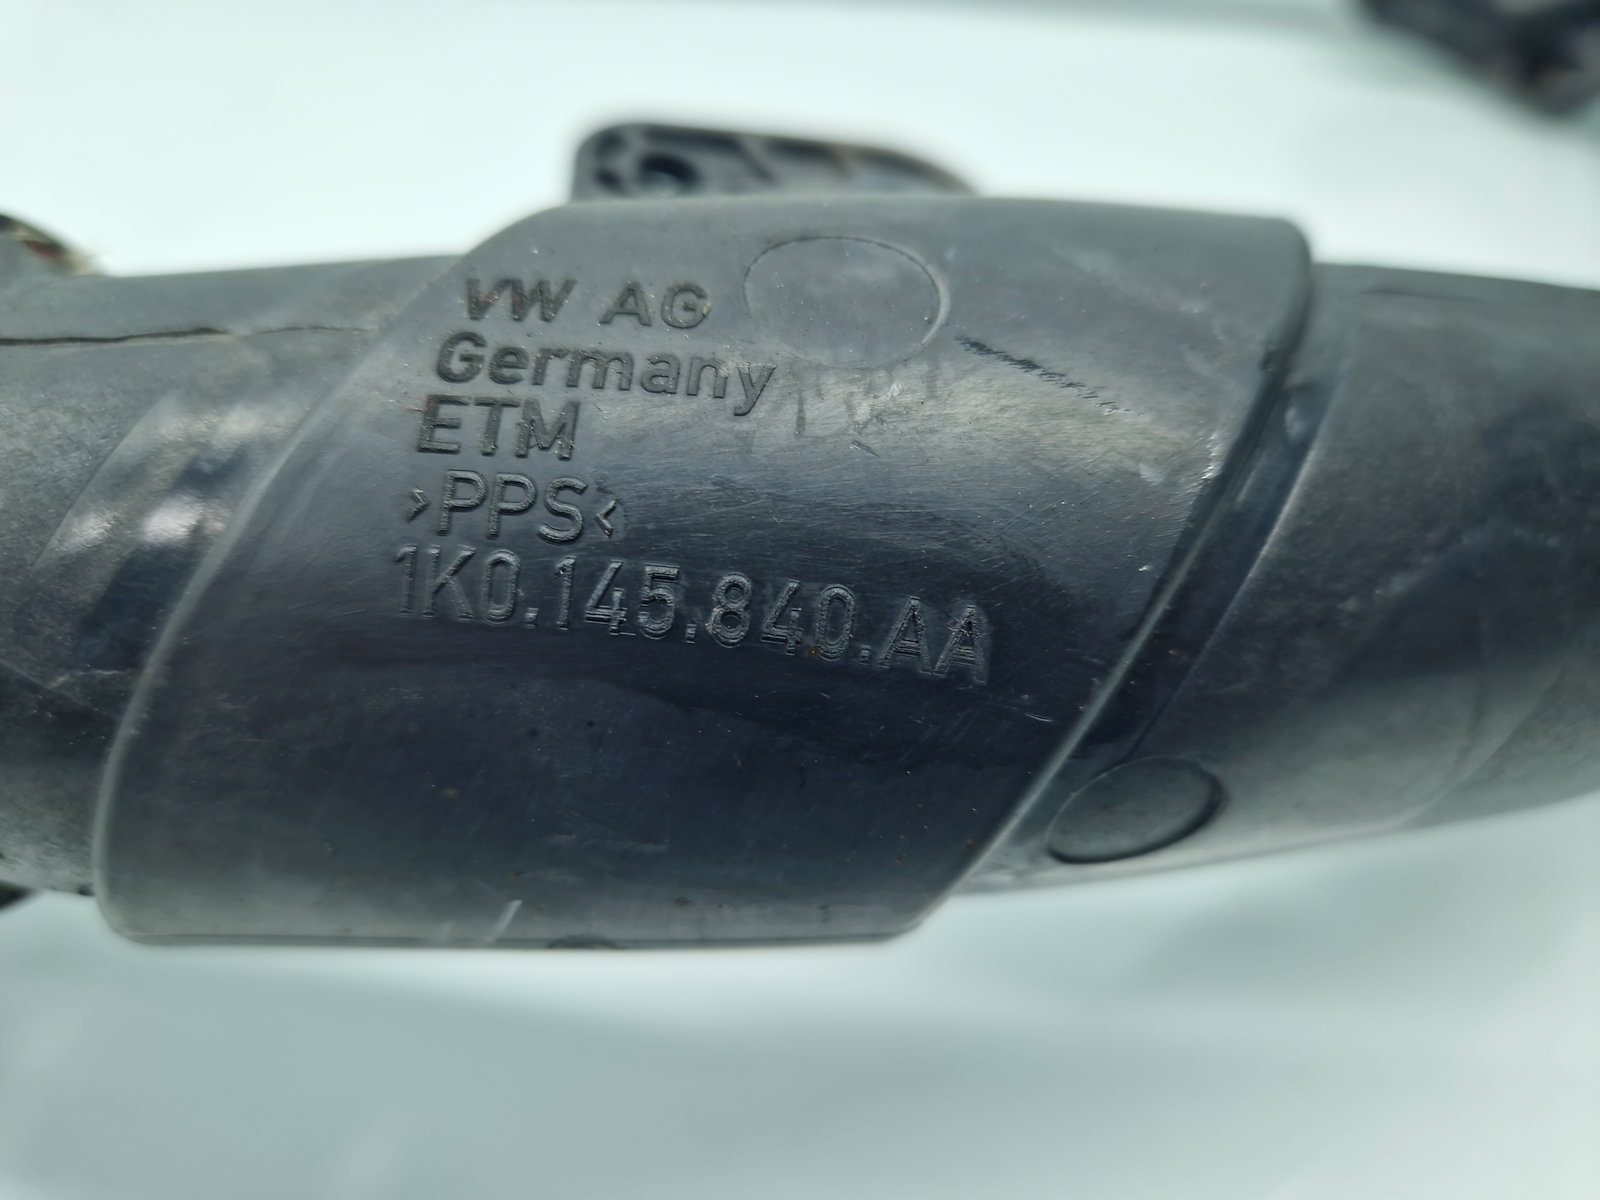 VW AG
Germany
ETM
>PPS<
1K0.145.840.AA